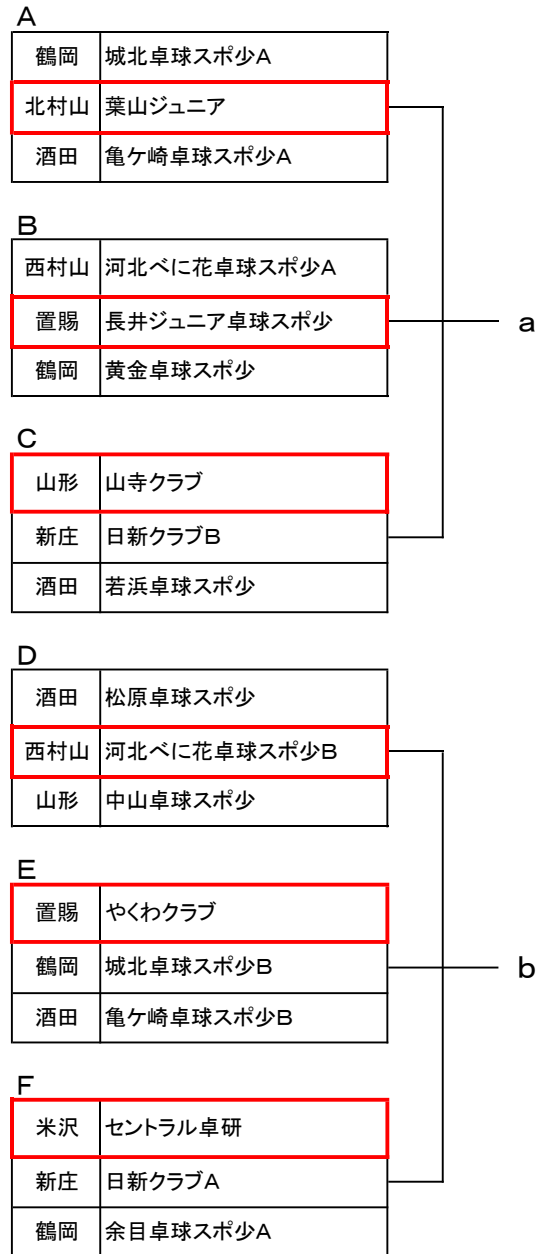 A
鶴岡 城北卓球スポ少A
北村山 葉山ジュニア
酒田 亀ケ崎卓球スポ少A
B
西村山 河北べに花卓球スポ少A
置賜 長井ジュニア卓球スポ少
a
鶴岡 黄金卓球スポ少
C
山形 山寺クラブ
新庄 日新クラブB
酒田 若浜卓球スポ少
D
酒田 松原卓球スポ少
西村山 河北べに花卓球スポ少B
山形 中山卓球スポ少
E
置賜 やくわクラブ
鶴岡 城北卓球スポ少B
b
酒田 亀ケ崎卓球スポ少B
F
米沢 セントラル卓研
新庄 日新クラブA
鶴岡 余目卓球スポ少A